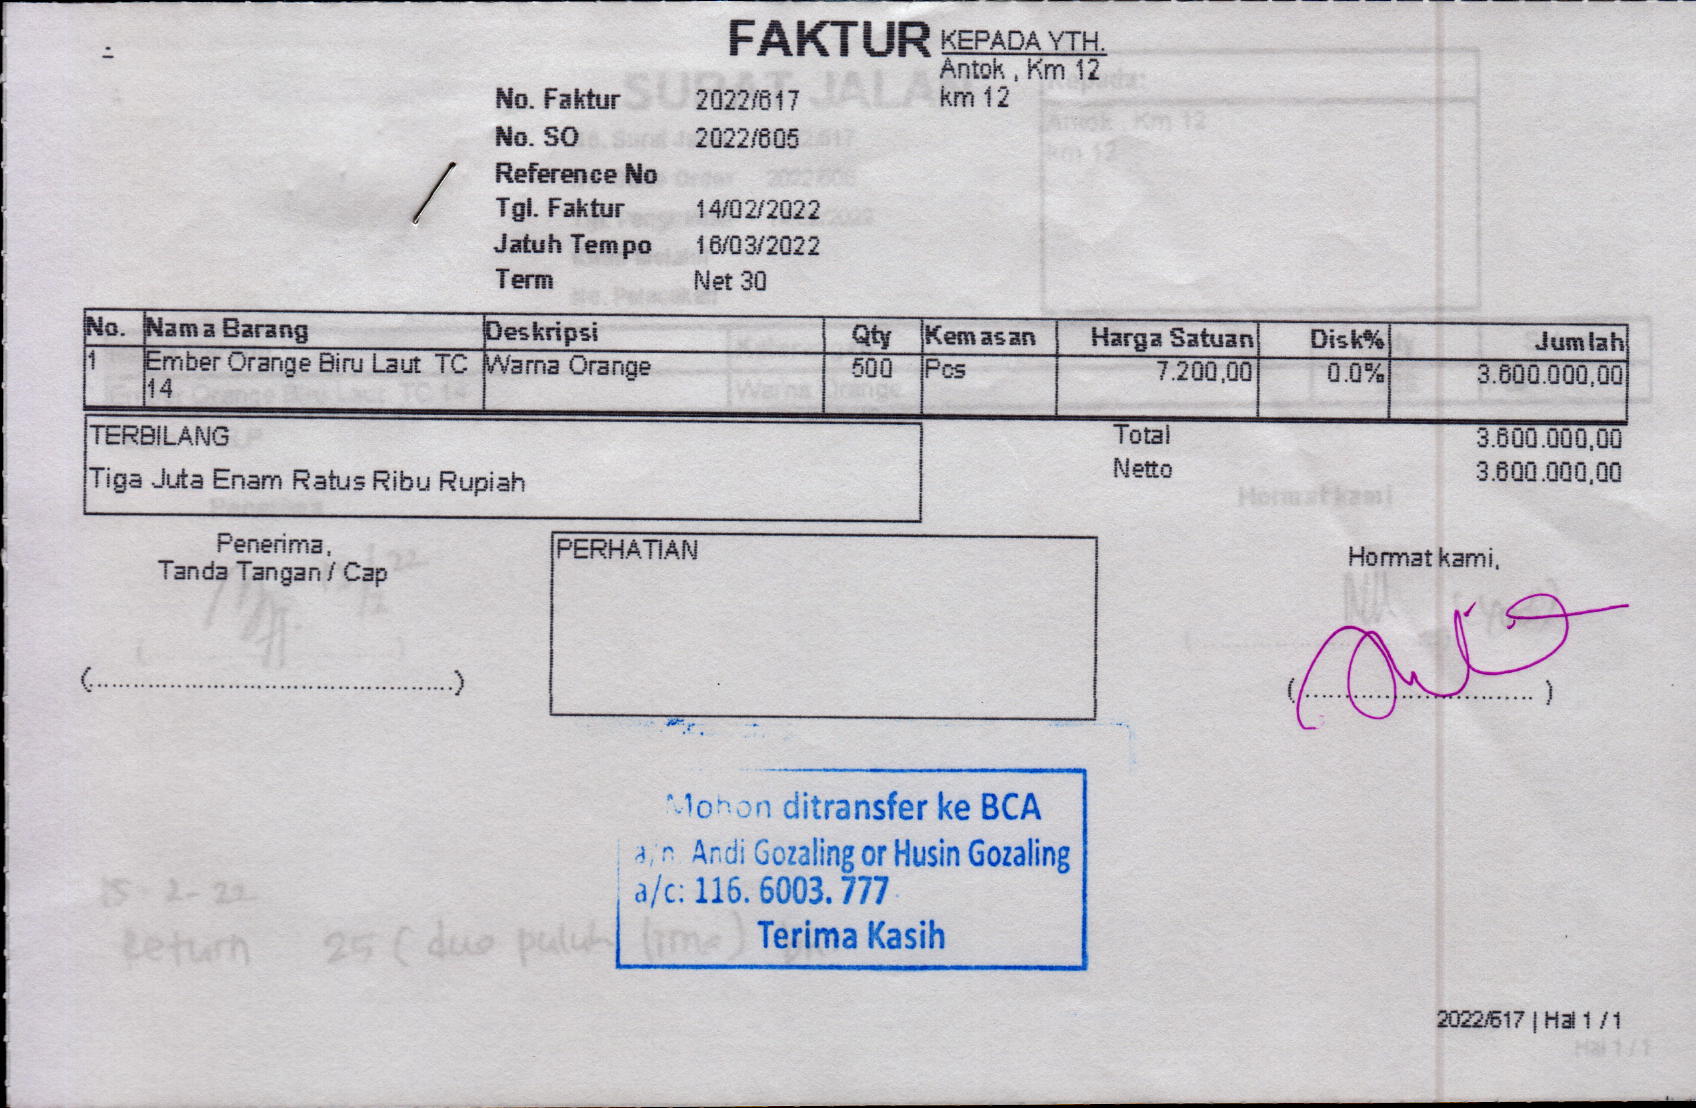 FAKTUR
KEPADA YTH.
Antok , Km 12
km 12
No. Faktur 2022/617
No. SO 2022/605
Reference No
Tgl. Faktur 14/02/2022
Jatuh Tempo 16/03/2022
Term Net 30
No. Nama Barang Deskripsi Qty Kemasan Harga Satuan Disk% Jumlah
1 Ember Orange Biru Laut TC 14 Warna Orange 500 Pcs 7.200,00 0.0% 3.600.000,00
TERBILANG
Tiga Juta Enam Ratus Ribu Rupiah
Total 3.600.000,00
Netto 3.600.000,00
Penerima,
Tanda Tangan / Cap
PERHATIAN
Hormat kami,
Mohon ditransfer ke BCA
a/n. Andi Gozaling or Husin Gozaling
a/c: 116. 6003. 777
Terima Kasih
15 2-22
Return 25 ( dua puluh lima )
2022/617 | Hal 1 / 1